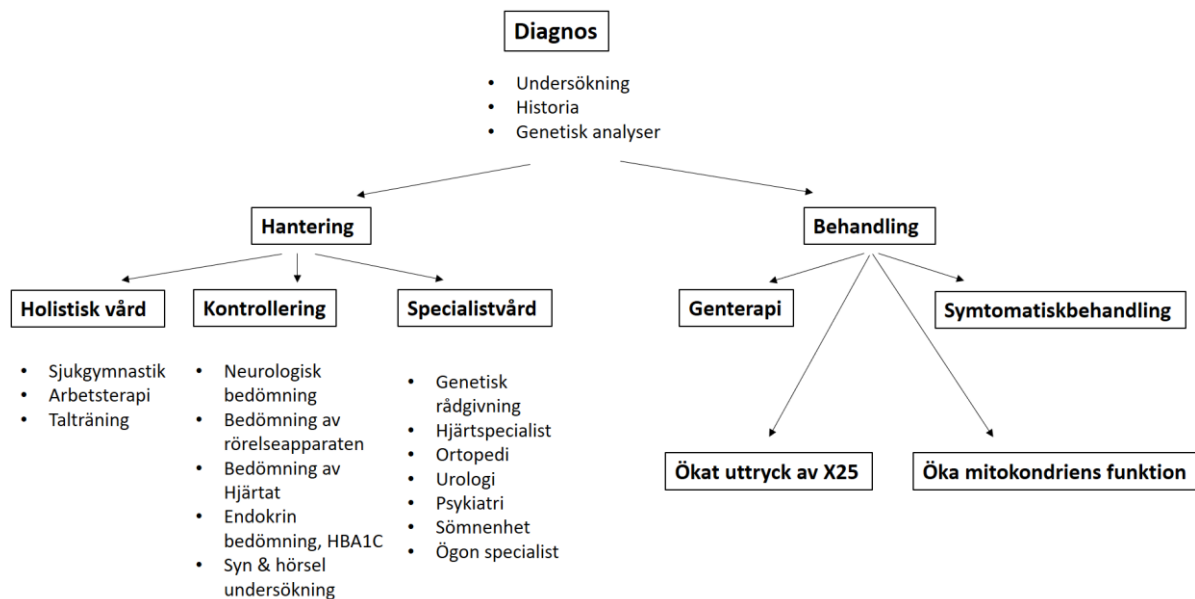 Diagnos
• Undersökning
• Historia
• Genetisk analyser
Hantering
Behandling
Holistisk vård
Kontrollering
Specialistvård
Genterapi
Symtomatiskbehandling
• Sjukgymnastik
• Arbetsterapi
• Talträning
• Neurologisk
bedömning
• Bedömning av
rörelseapparaten
• Bedömning av
Hjärtat
• Endokrin
bedömning, HBA1C
• Syn & hörsel
undersökning
• Genetisk
rådgivning
• Hjärtspecialist
• Ortopedi
• Urologi
• Psykiatri
• Sömnenhet
• Ögon specialist
Ökat uttryck av X25
Öka mitokondriens funktion